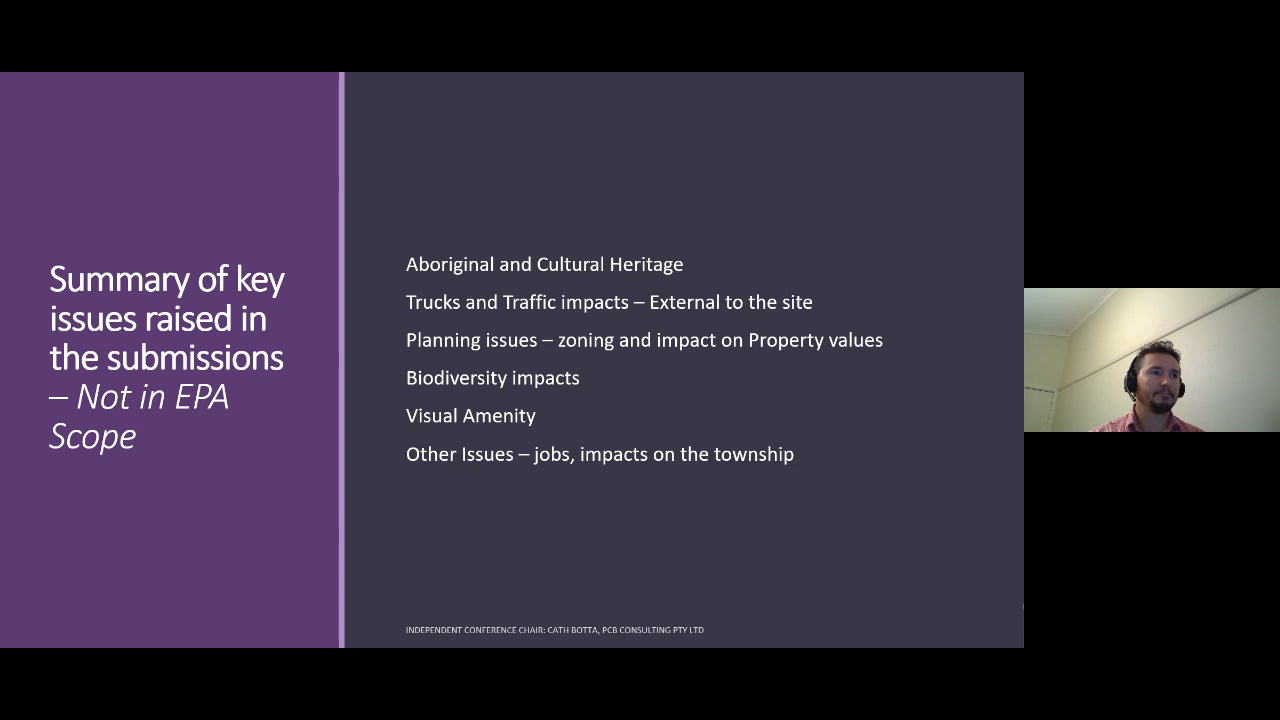 Summary of key
issues raised in
the submissions
– Not in EPA
Scope
Aboriginal and Cultural Heritage
Trucks and Traffic impacts – External to the site
Planning issues – zoning and impact on Property values
Biodiversity impacts
Visual Amenity
Other Issues – jobs, impacts on the township
INDEPENDENT CONFERENCE CHAIR: CATH BOTTA, PCB CONSULTING PTY LTD